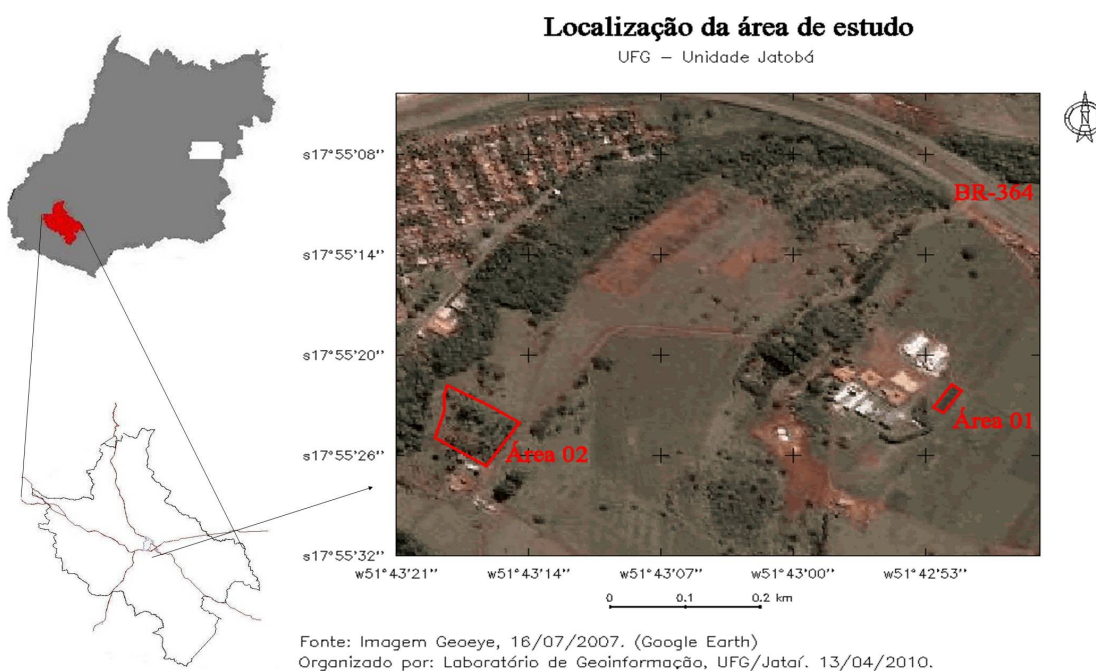 Localização da área de estudo
UFG – Unidade Jatobá
N
s17°55'08''
BR-364
s17°55'14''
s17°55'20''
Área 01
Área 02
s17°55'26''
s17°55'32''
w51°43'21'' w51°43'14'' w51°43'07'' w51°43'00'' w51°42'53''
0 0.1 0.2 km
Fonte: Imagem Geoeye, 16/07/2007. (Google Earth)
Organizado por: Laboratório de Geoinformação, UFG/Jataí. 13/04/2010.